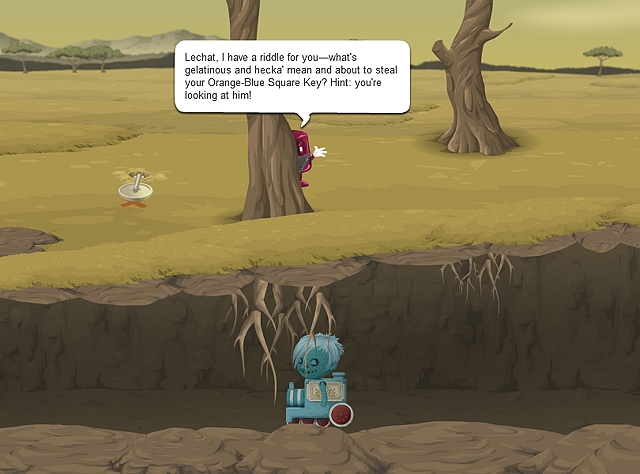 Lechat, I have a riddle for you—what's
gelatinous and hecka' mean and about to steal
your Orange-Blue Square Key? Hint: you're
looking at him!